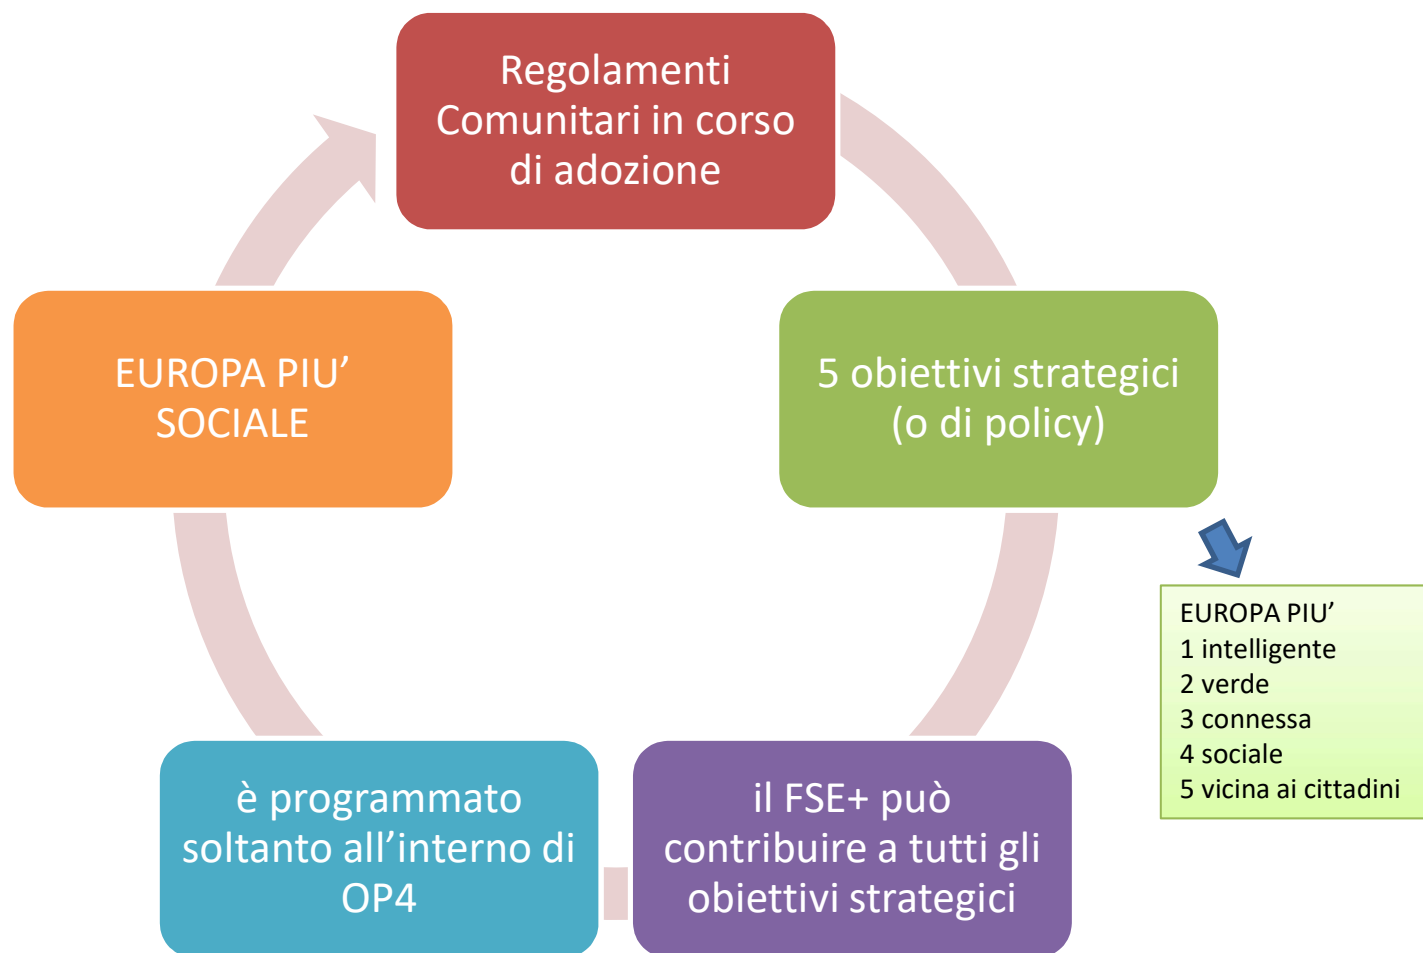 Regolamenti
Comunitari in corso
di adozione
5 obiettivi strategici
(o di policy)
EUROPA PIU’
1 intelligente
2 verde
3 connessa
4 sociale
5 vicina ai cittadini
il FSE+ può
contribuire a tutti gli
obiettivi strategici
è programmato
soltanto all’interno di
OP4
EUROPA PIU’
SOCIALE